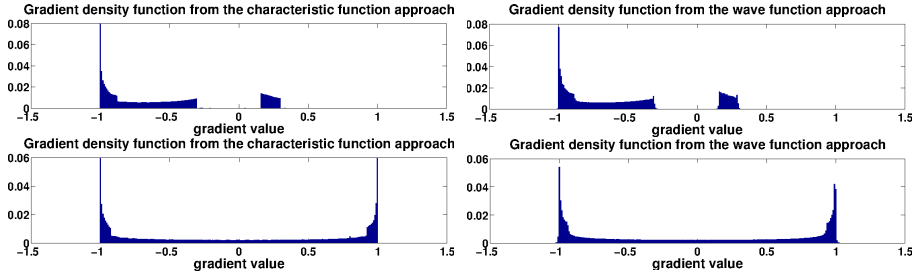 Gradient density function from the characteristic function approach
0.08
0.06
0.04
0.02
0
−1.5 −1 −0.5 0 0.5 1 1.5
gradient value
Gradient density function from the wave function approach
0.08
0.06
0.04
0.02
0
−1.5 −1 −0.5 0 0.5 1 1.5
gradient value
Gradient density function from the characteristic function approach
0.06
0.04
0.02
0
−1.5 −1 −0.5 0 0.5 1 1.5
gradient value
Gradient density function from the wave function approach
0.06
0.04
0.02
0
−1.5 −1 −0.5 0 0.5 1 1.5
gradient value